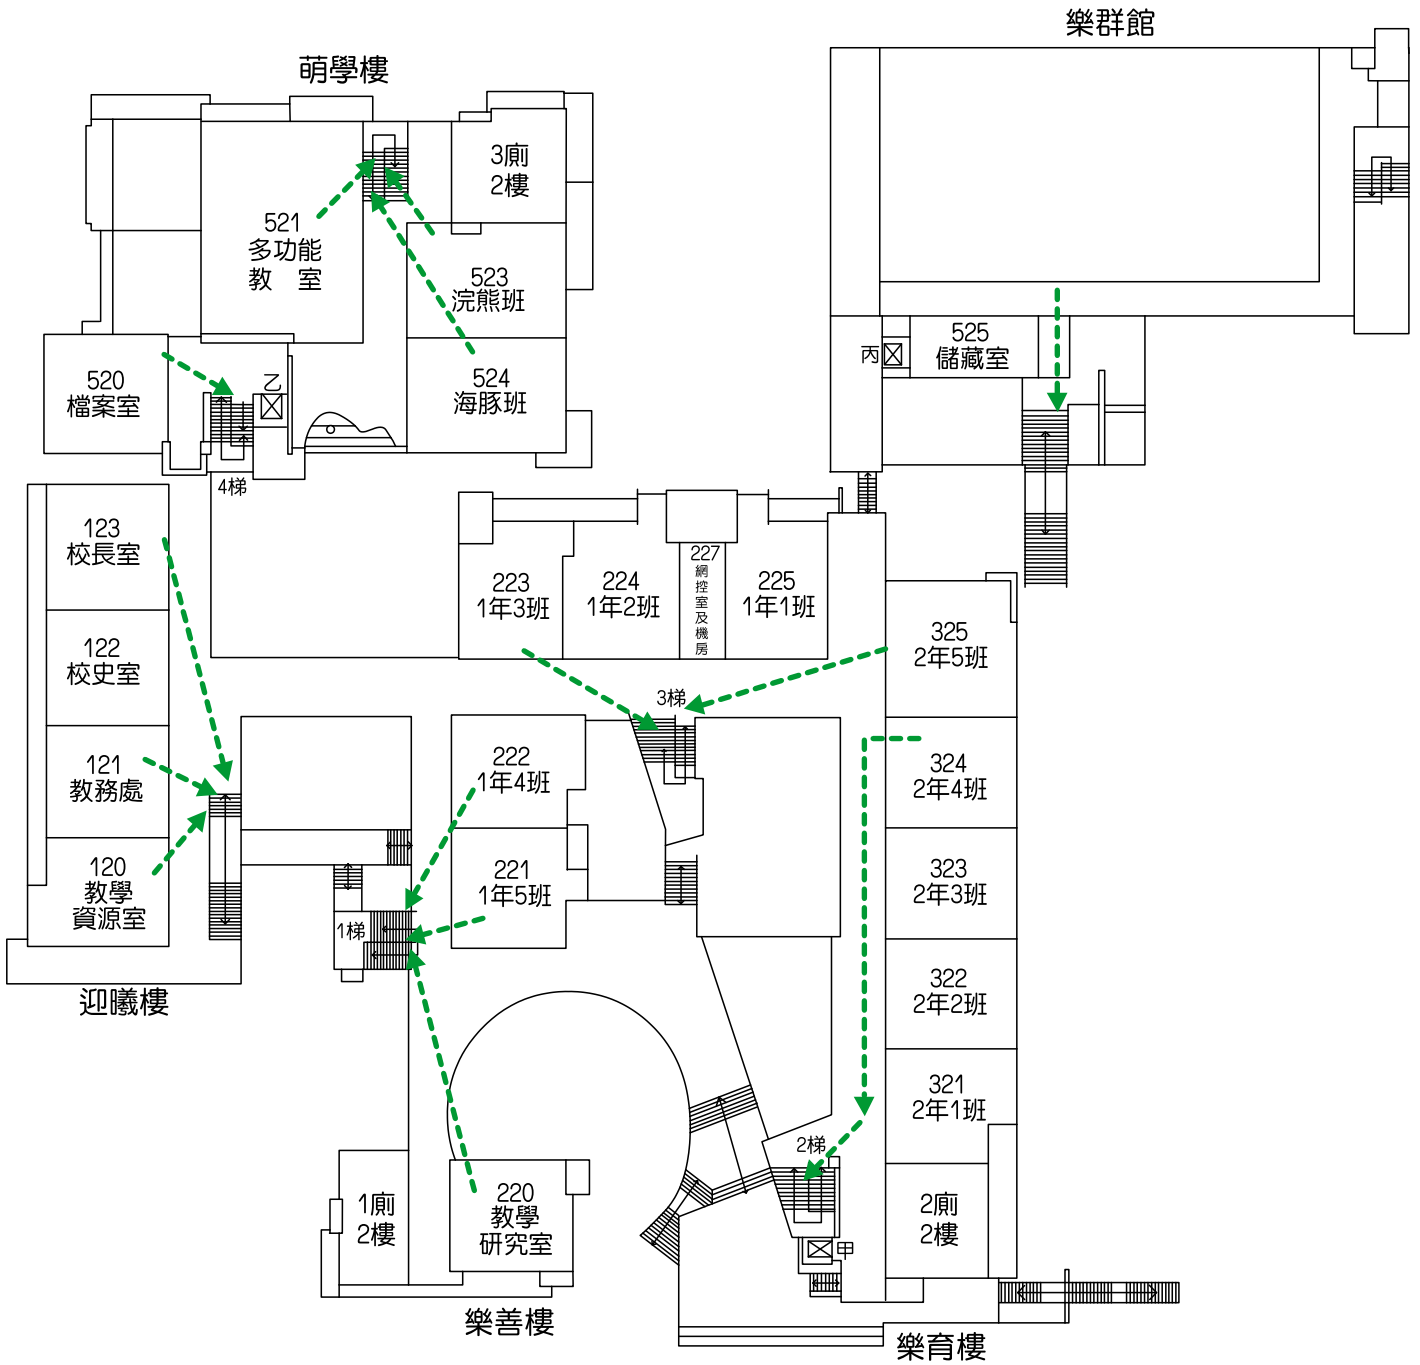 樂群館
萌學樓
3廁
2樓
521
多功能
教　室
523
浣熊班
525
儲藏室
丙
520
檔案室
乙
524
海豚班
4梯
123
校長室
223
1年3班
224
1年2班
227
網
控
室
及
機
房
225
1年1班
122
校史室
325
2年5班
3梯
121
教務處
222
1年4班
324
2年4班
120
教學
資源室
221
1年5班
323
2年3班
1梯
迎曦樓
322
2年2班
321
2年1班
2梯
1廁
2樓
220
教學
研究室
2廁
2樓
甲
樂善樓
樂育樓